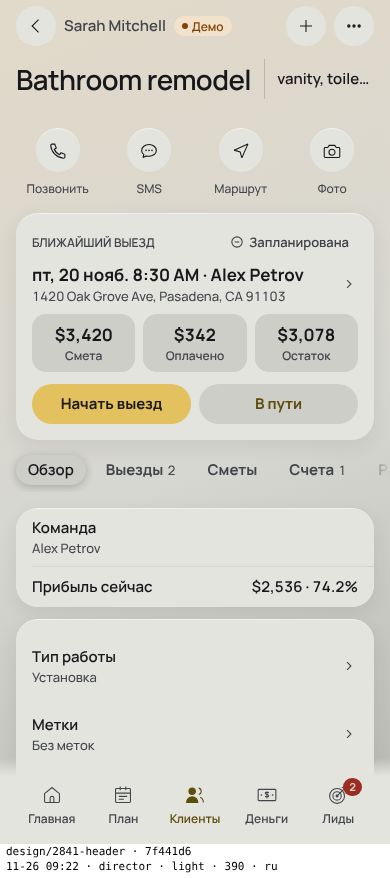 Sarah Mitchell
Демо
Bathroom remodel
vanity, toile…
Позвонить
SMS
Маршрут
Фото
БЛИЖАЙШИЙ ВЫЕЗД
Запланирована
пт, 20 нояб. 8:30 AM · Alex Petrov
1420 Oak Grove Ave, Pasadena, CA 91103
$3,420
Смета
$342
Оплачено
$3,078
Остаток
Начать выезд
В пути
Обзор
Выезды 2
Сметы
Счета 1
Команда
Alex Petrov
Прибыль сейчас
$2,536 · 74.2%
Тип работы
Установка
Метки
Без меток
2
Главная
План
Клиенты
Деньги
Лиды
design/2841-header · 7f441d6
11-26 09:22 · director · light · 390 · ru